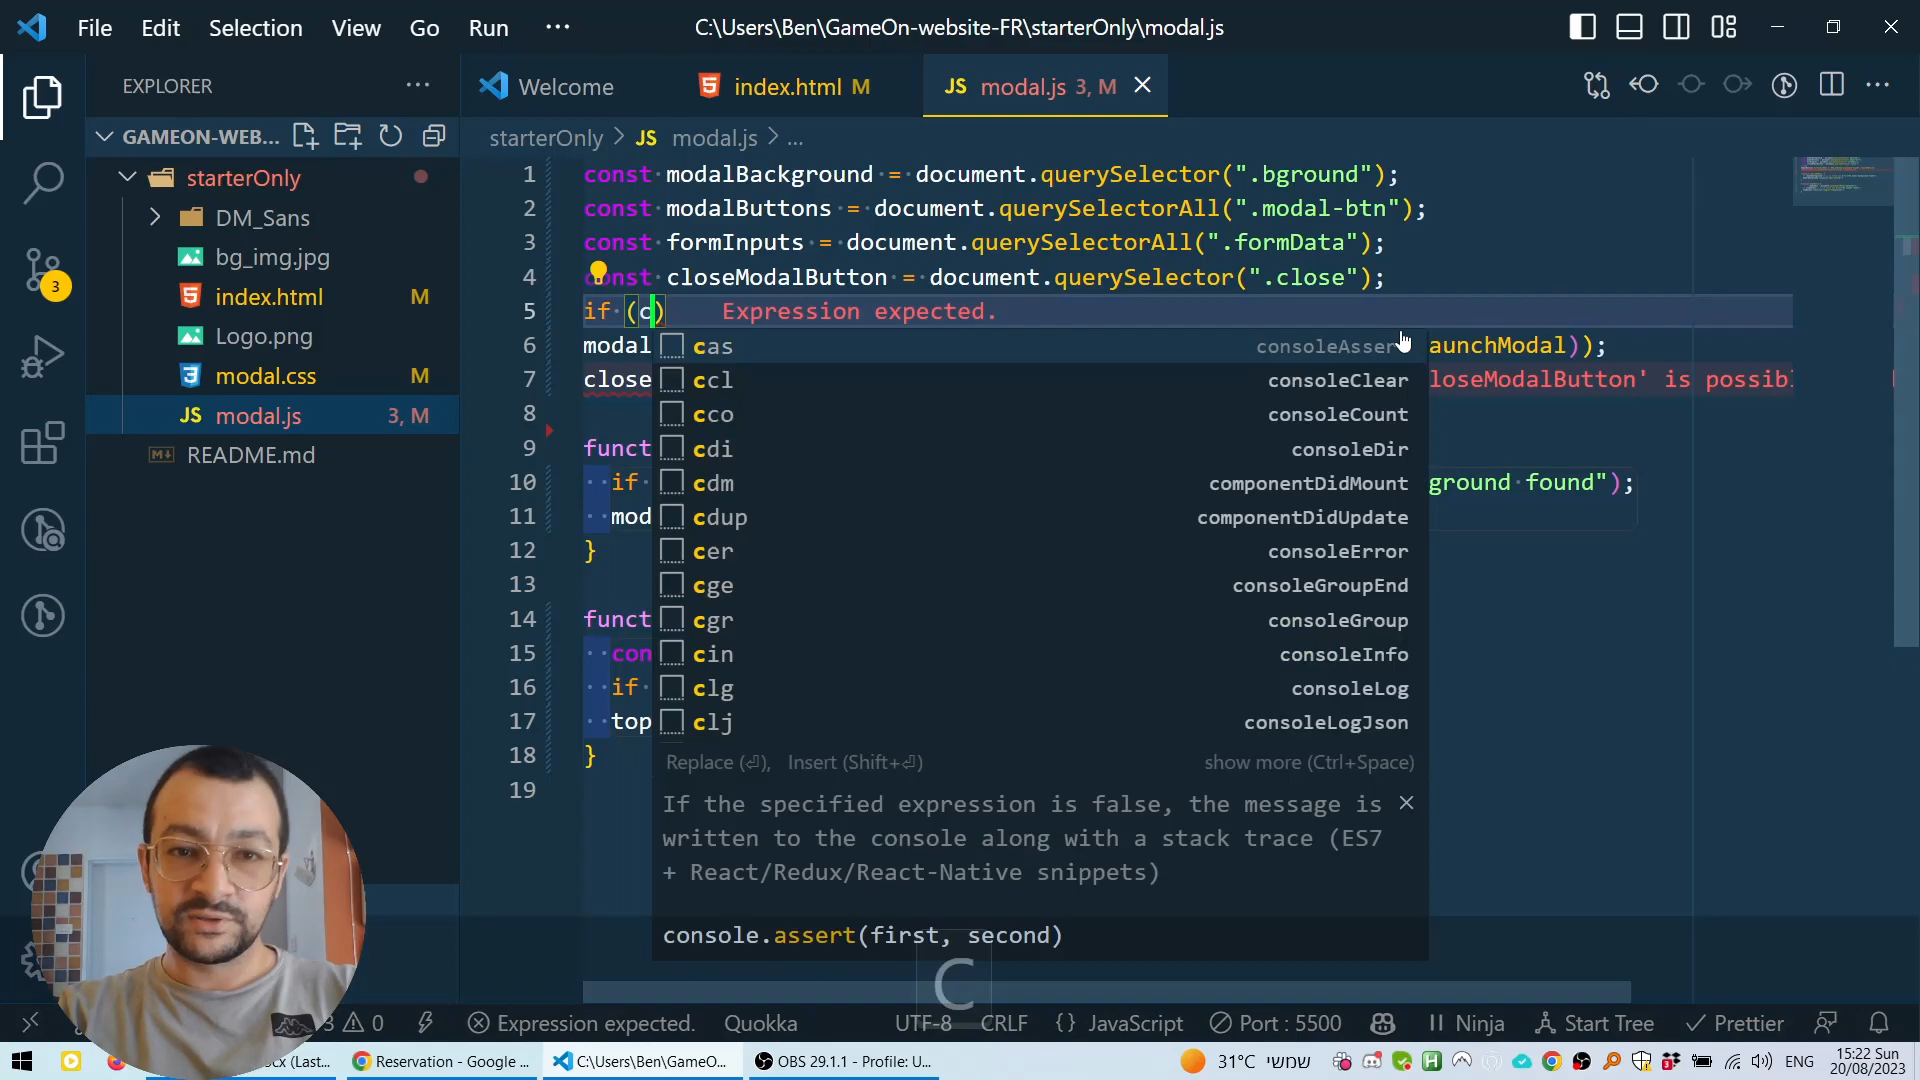 File Edit Selection View Go Run ···
C:\Users\Ben\GameOn-website-FR\starterOnly\modal.js
EXPLORER
Welcome
index.html M
JS modal.js 3, M
GAMEON-WEB...
starterOnly > JS modal.js > ...
starterOnly
DM_Sans
bg_img.jpg
index.html M
Logo.png
modal.css M
JS modal.js 3, M
README.md
3
1 const modalBackground = document.querySelector(".bground");
2 const modalButtons = document.querySelectorAll(".modal-btn");
3 const formInputs = document.querySelectorAll(".formData");
4 const closeModalButton = document.querySelector(".close");
5 if (c) Expression expected.
6 modal aunchModal));
7 close loseModalButton' is possibl
8
9 funct
10 if ground found");
11 mod
12 }
13
14 funct
15 con
16 if
17 top
18 }
19
cas consoleAsser
ccl consoleClear
cco consoleCount
cdi consoleDir
cdm componentDidMount
cdup componentDidUpdate
cer consoleError
cge consoleGroupEnd
cgr consoleGroup
cin consoleInfo
clg consoleLog
clj consoleLogJson
Replace (⏎), Insert (Shift+⏎) show more (Ctrl+Space)
If the specified expression is false, the message is
written to the console along with a stack trace (ES7
+ React/Redux/React-Native snippets)
console.assert(first, second)
C
3 0 Expression expected. Quokka UTF-8 CRLF {} JavaScript Port : 5500 Ninja Start Tree Prettier
cx (Last... Reservation - Google ... C:\Users\Ben\GameO... OBS 29.1.1 - Profile: U... 31°C שמשי ENG 15:22 Sun
20/08/2023